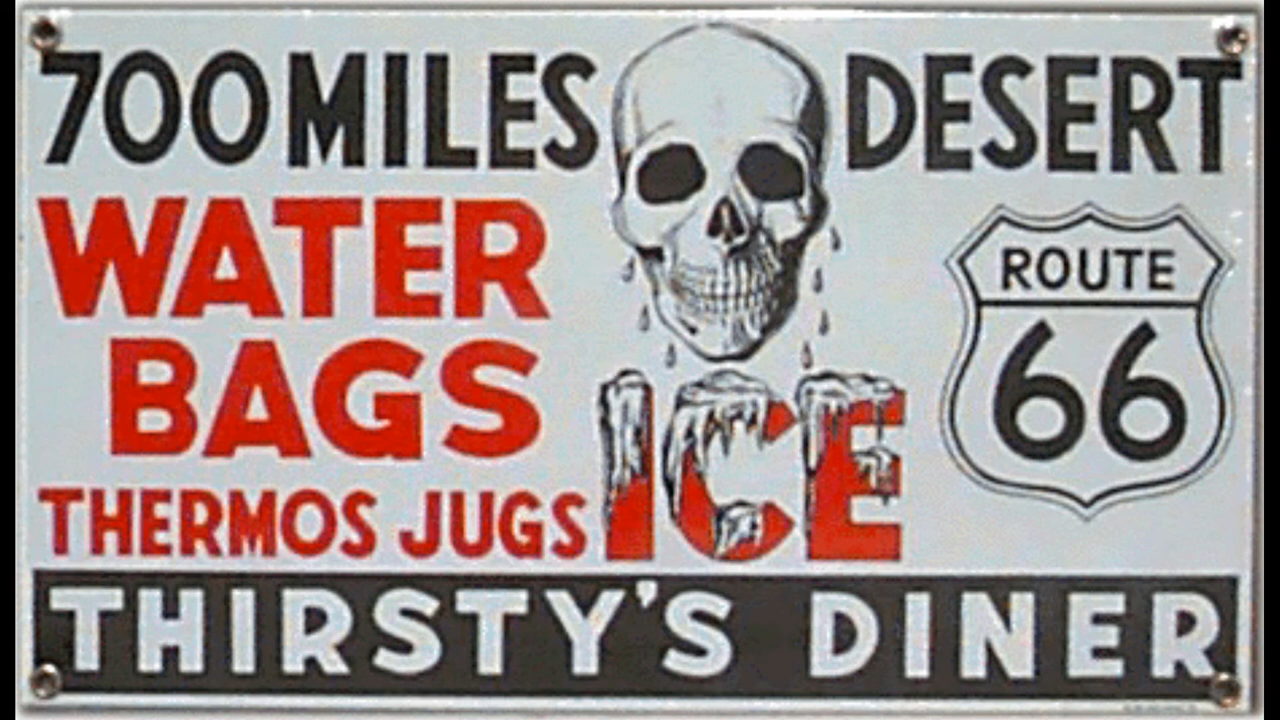 700 MILES DESERT
WATER
BAGS
THERMOS JUGS
ICE
ROUTE
66
THIRSTY'S DINER